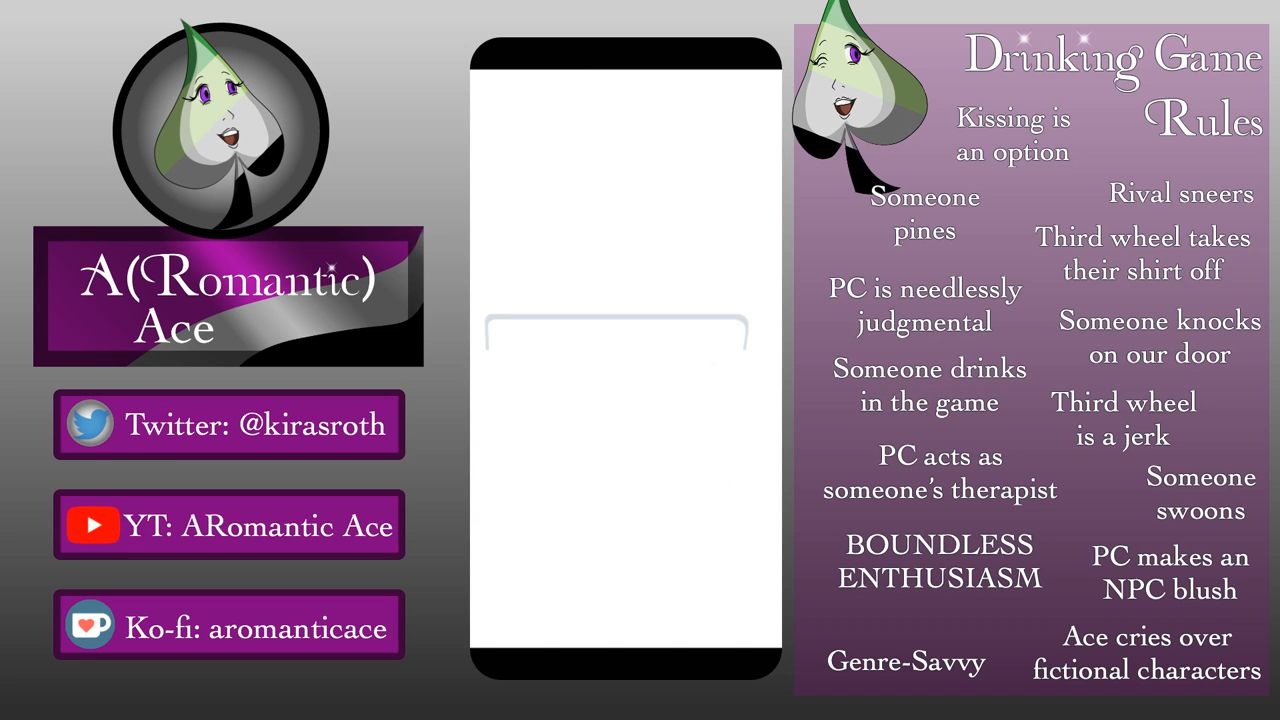 A(Romantic)
Ace
Twitter: @kirasroth
YT: ARomantic Ace
Ko-fi: aromanticace
Drinking Game
Rules
Kissing is
an option
Someone
pines
Rival sneers
Third wheel takes
their shirt off
PC is needlessly
judgmental
Someone knocks
on our door
Someone drinks
in the game
Third wheel
is a jerk
PC acts as
someone's therapist
Someone
swoons
BOUNDLESS
ENTHUSIASM
PC makes an
NPC blush
Genre-Savvy
Ace cries over
fictional characters